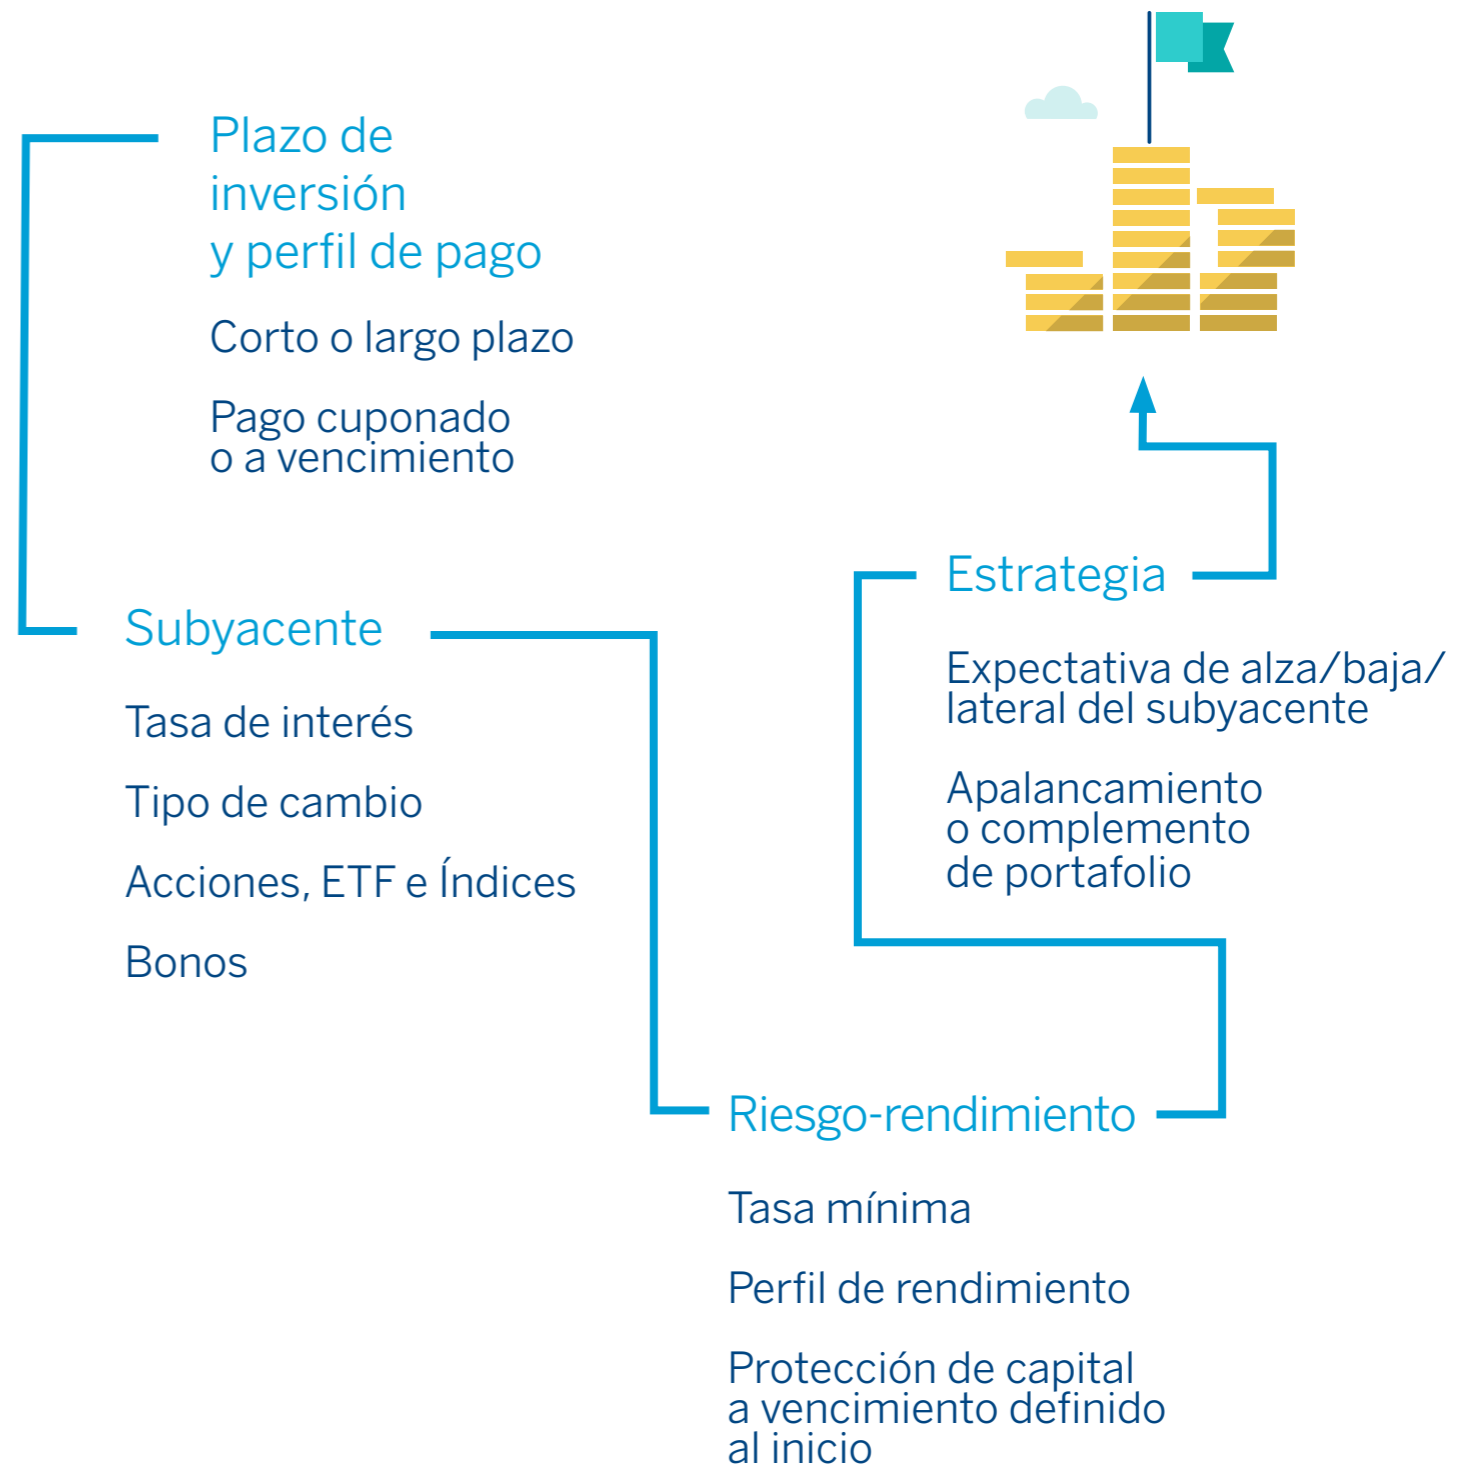 Plazo de
inversión
y perfil de pago
Corto o largo plazo
Pago cuponado
o a vencimiento
Subyacente
Tasa de interés
Tipo de cambio
Acciones, ETF e Índices
Bonos
Riesgo-rendimiento
Tasa mínima
Perfil de rendimiento
Protección de capital
a vencimiento definido
al inicio
Estrategia
Expectativa de alza/baja/
lateral del subyacente
Apalancamiento
o complemento
de portafolio